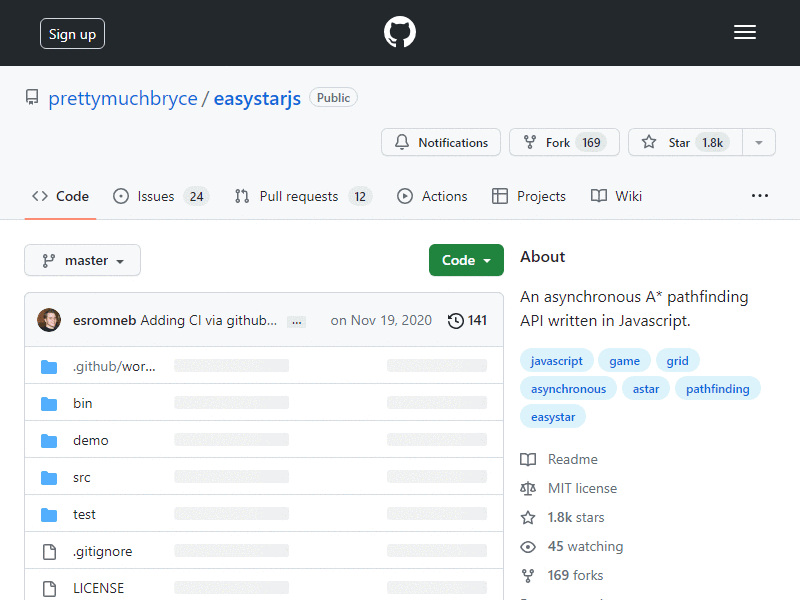 Sign up
prettymuchbryce / easystarjs Public
Notifications Fork 169 Star 1.8k
Code Issues 24 Pull requests 12 Actions Projects Wiki ...
master Code
About
An asynchronous A* pathfinding
API written in Javascript.
javascript game grid
asynchronous astar pathfinding
easystar
Readme
MIT license
1.8k stars
45 watching
169 forks
esromneb Adding CI via github... ... on Nov 19, 2020 141
.github/wor...
bin
demo
src
test
.gitignore
LICENSE